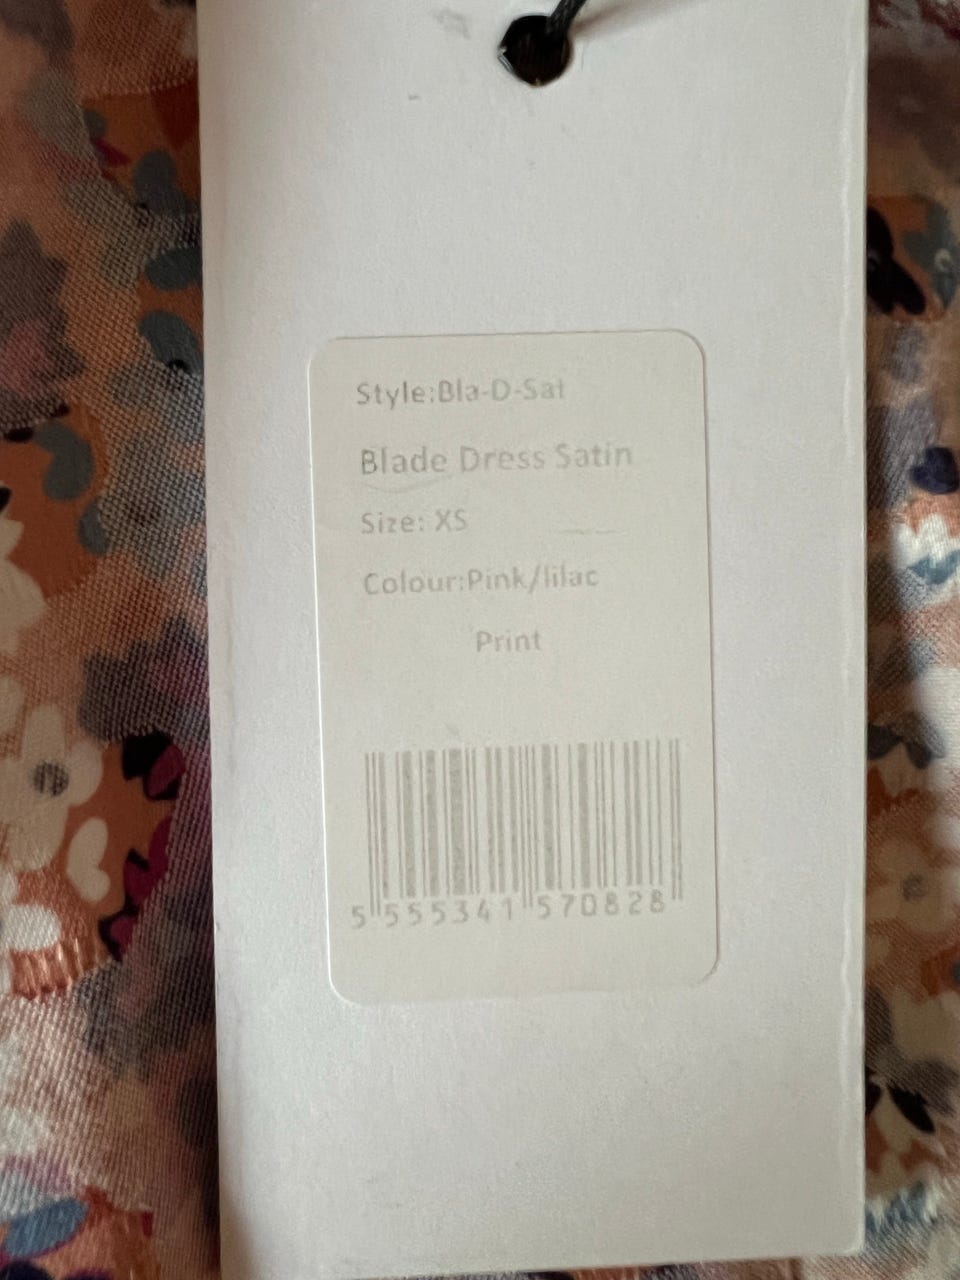 Style:Bla-D-Sat
Blade Dress Satin
Size: XS
Colour:Pink/lilac
Print
5 555341 570828